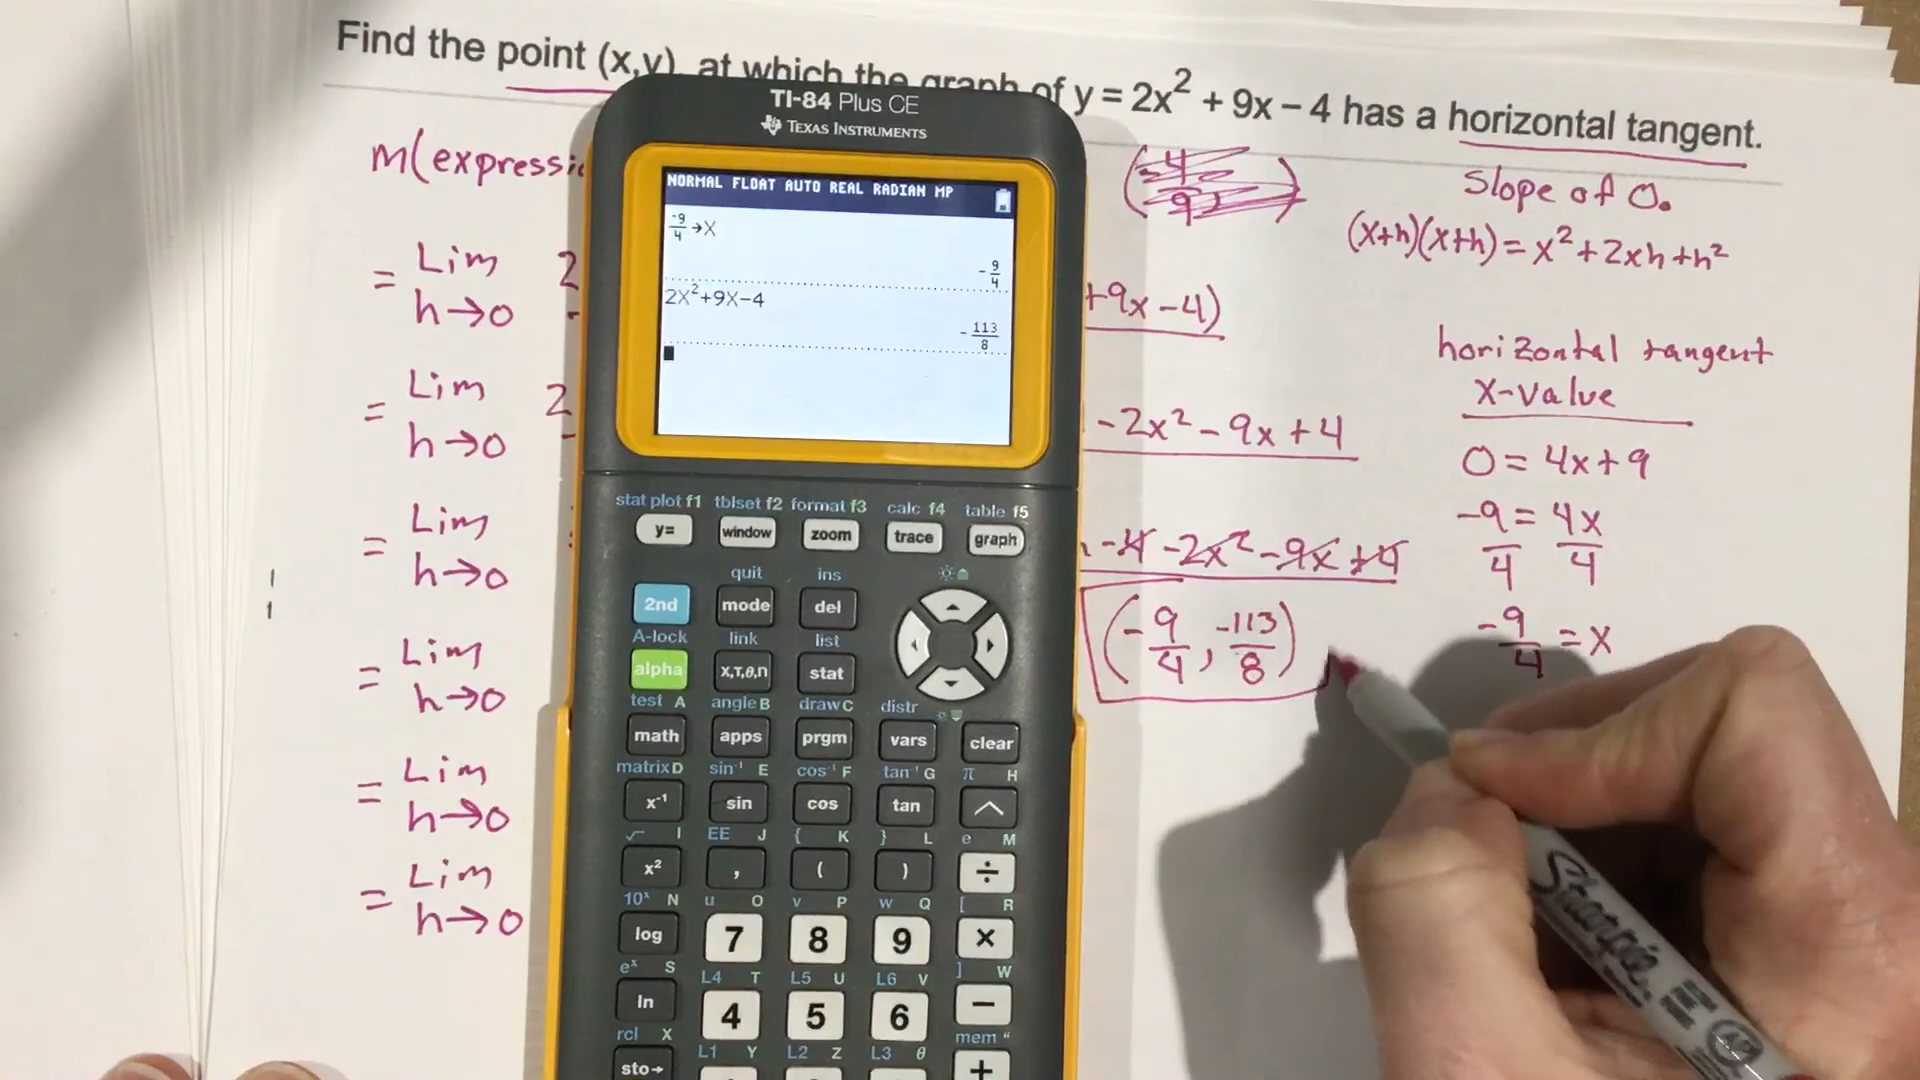 Find the point (x,y) at which the graph of y = 2x² + 9x − 4 has a horizontal tangent.
m(expressi
Slope of 0.
(x+h)(x+h) = x²+2xh+h²
= Lim 2 +9x -4)
h→0
= Lim 2 - 2x² - 9x + 4
h→0
= Lim -4 -2x² -9x +4
h→0
= Lim
h→0
= Lim
h→0
= Lim
h→0
(-9/4, -113/8)
horizontal tangent
x-value
0 = 4x+9
-9 = 4x
4 4
-9/4 = x
TI-84 Plus CE
TEXAS INSTRUMENTS
NORMAL FLOAT AUTO REAL RADIAN MP
-9/4→X
-9/4
2X²+9X-4
-113/8
stat plot f1 tblset f2 format f3 calc f4 table f5
y= window zoom trace graph
quit ins
2nd mode del
A-lock link list
alpha X,T,θ,n stat
test A angle B draw C distr
math apps prgm vars clear
matrix D sin⁻¹ E cos⁻¹ F tan⁻¹ G π H
x⁻¹ sin cos tan ^
√ I EE J { K } L e M
x² , ( ) ÷
10ˣ N u O v P w Q [ R
log 7 8 9 ×
eˣ S L4 T L5 U L6 V ] W
ln 4 5 6 −
rcl X L1 Y L2 Z L3 θ mem "
sto→ +
Sharpie